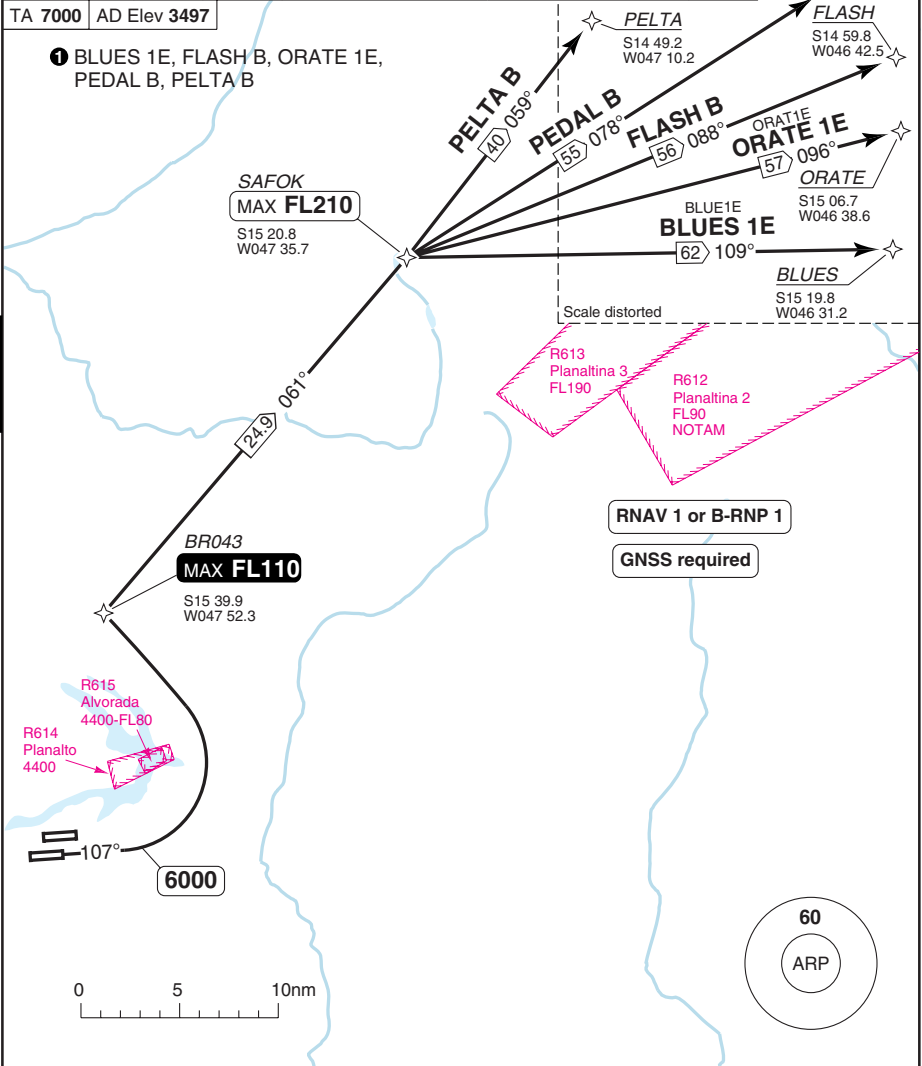 TA 7000 AD Elev 3497
❶ BLUES 1E, FLASH B, ORATE 1E,
PEDAL B, PELTA B
PELTA
S14 49.2
W047 10.2
FLASH
S14 59.8
W046 42.5
PELTA B
40 059°
PEDAL B
55 078°
FLASH B
56 088°
ORAT1E
ORATE 1E
57 096°
ORATE
S15 06.7
W046 38.6
BLUE1E
BLUES 1E
62 109°
BLUES
S15 19.8
W046 31.2
SAFOK
MAX FL210
S15 20.8
W047 35.7
Scale distorted
R613
Planaltina 3
FL190
R612
Planaltina 2
FL90
NOTAM
24.9 061°
RNAV 1 or B-RNP 1
GNSS required
BR043
MAX FL110
S15 39.9
W047 52.3
R615
Alvorada
4400-FL80
R614
Planalto
4400
107°
6000
60
ARP
0 5 10nm